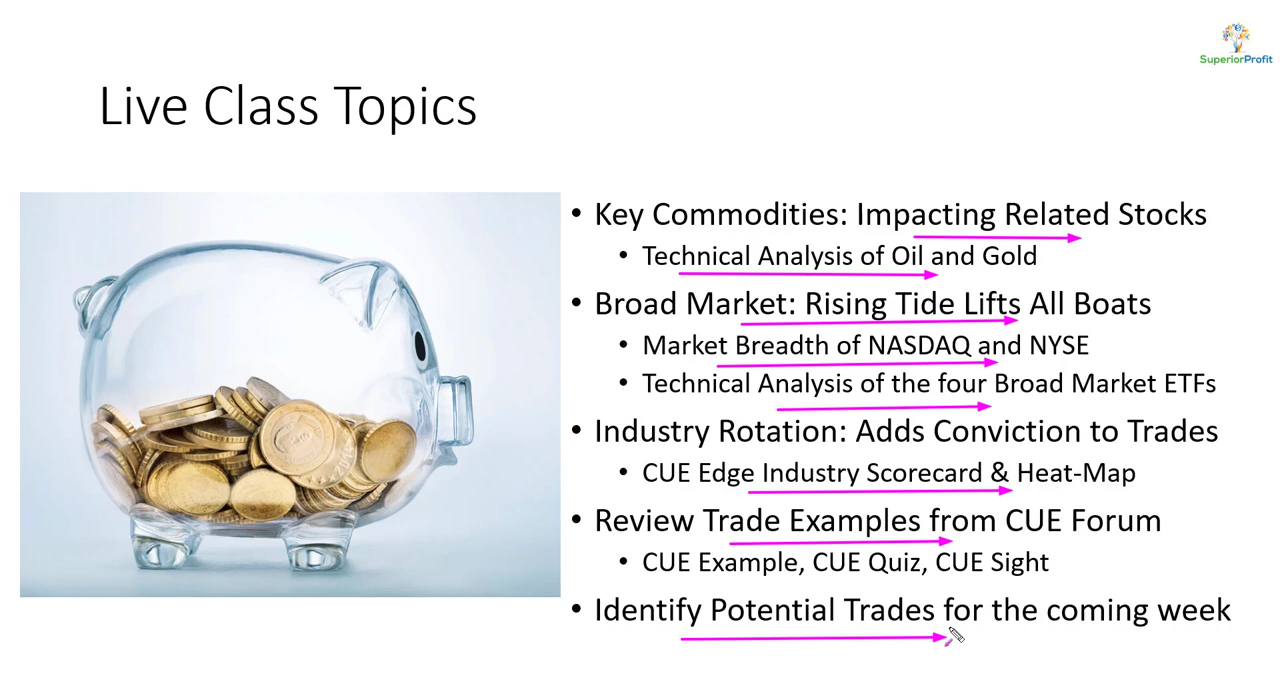 SuperiorProfit
Live Class Topics
• Key Commodities: Impacting Related Stocks
• Technical Analysis of Oil and Gold
• Broad Market: Rising Tide Lifts All Boats
• Market Breadth of NASDAQ and NYSE
• Technical Analysis of the four Broad Market ETFs
• Industry Rotation: Adds Conviction to Trades
• CUE Edge Industry Scorecard & Heat-Map
• Review Trade Examples from CUE Forum
• CUE Example, CUE Quiz, CUE Sight
• Identify Potential Trades for the coming week